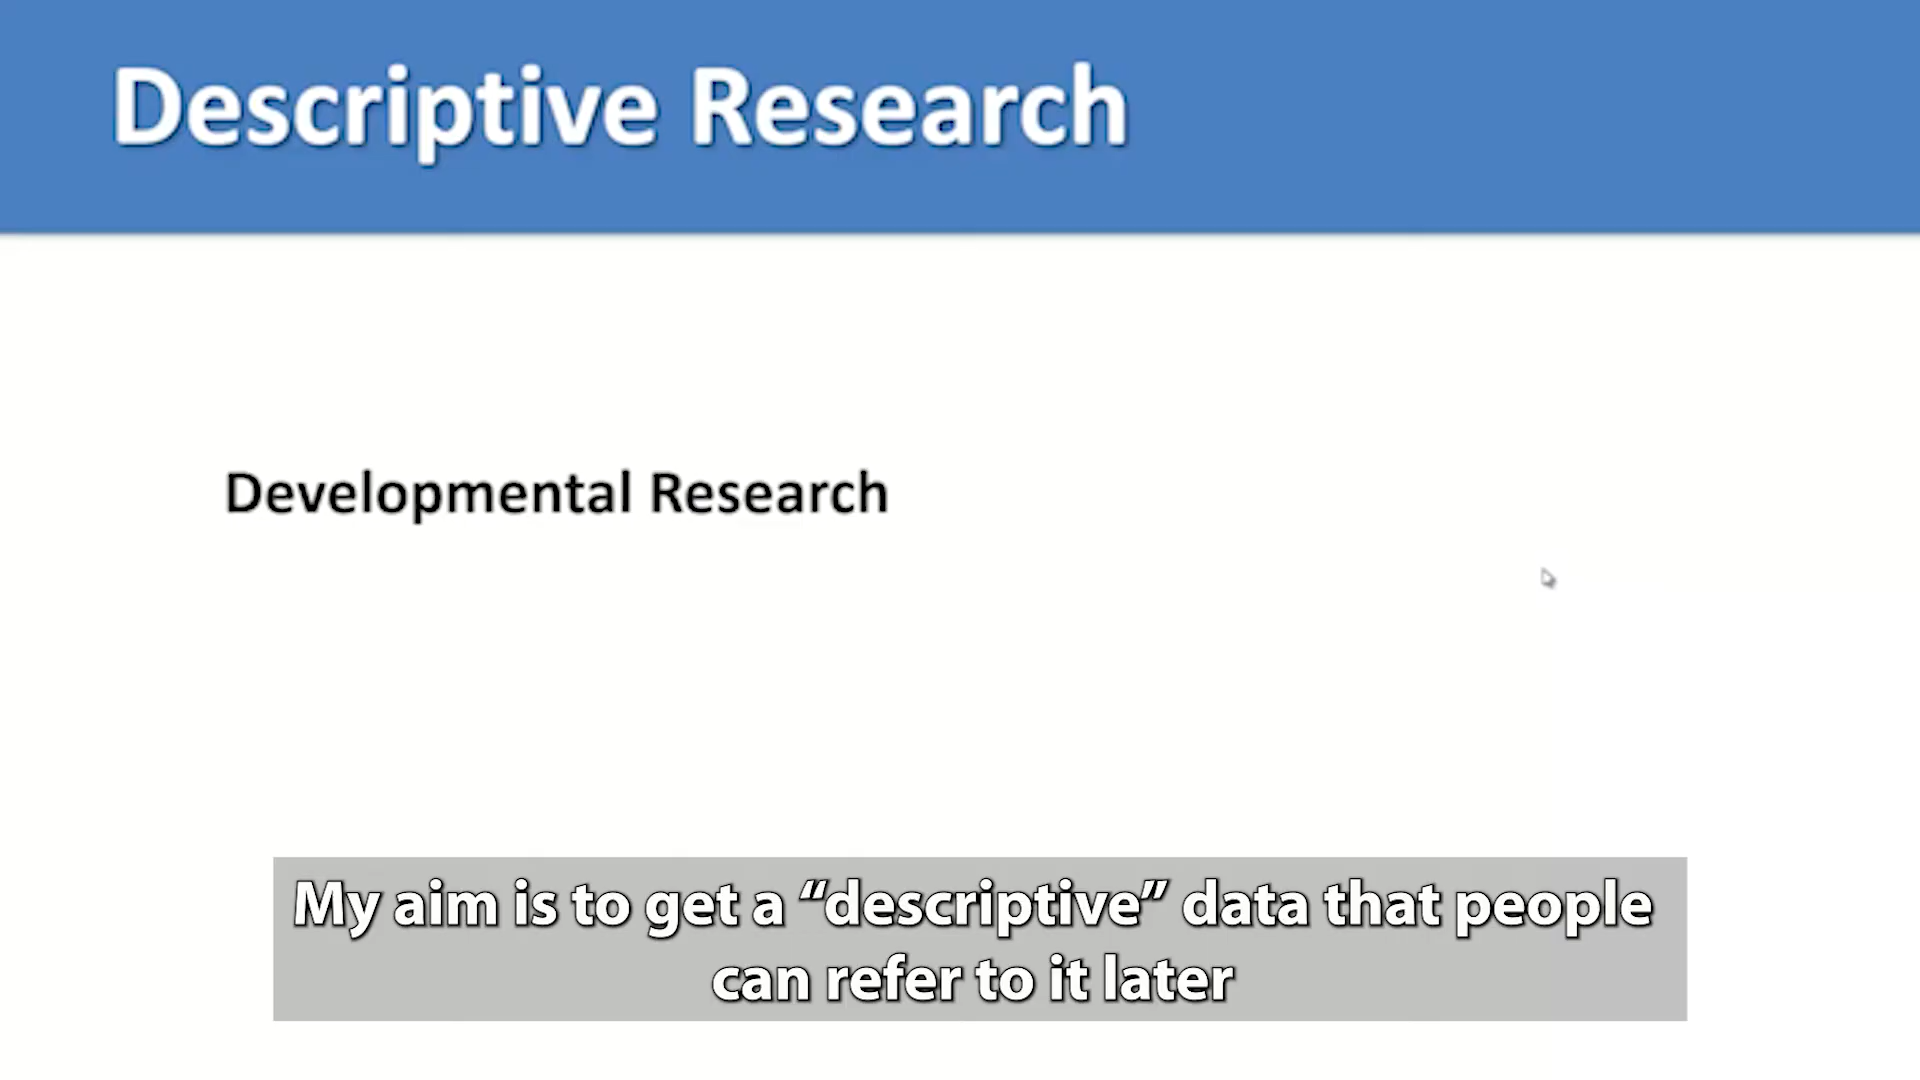 Descriptive Research
Developmental Research
My aim is to get a “descriptive” data that people
can refer to it later